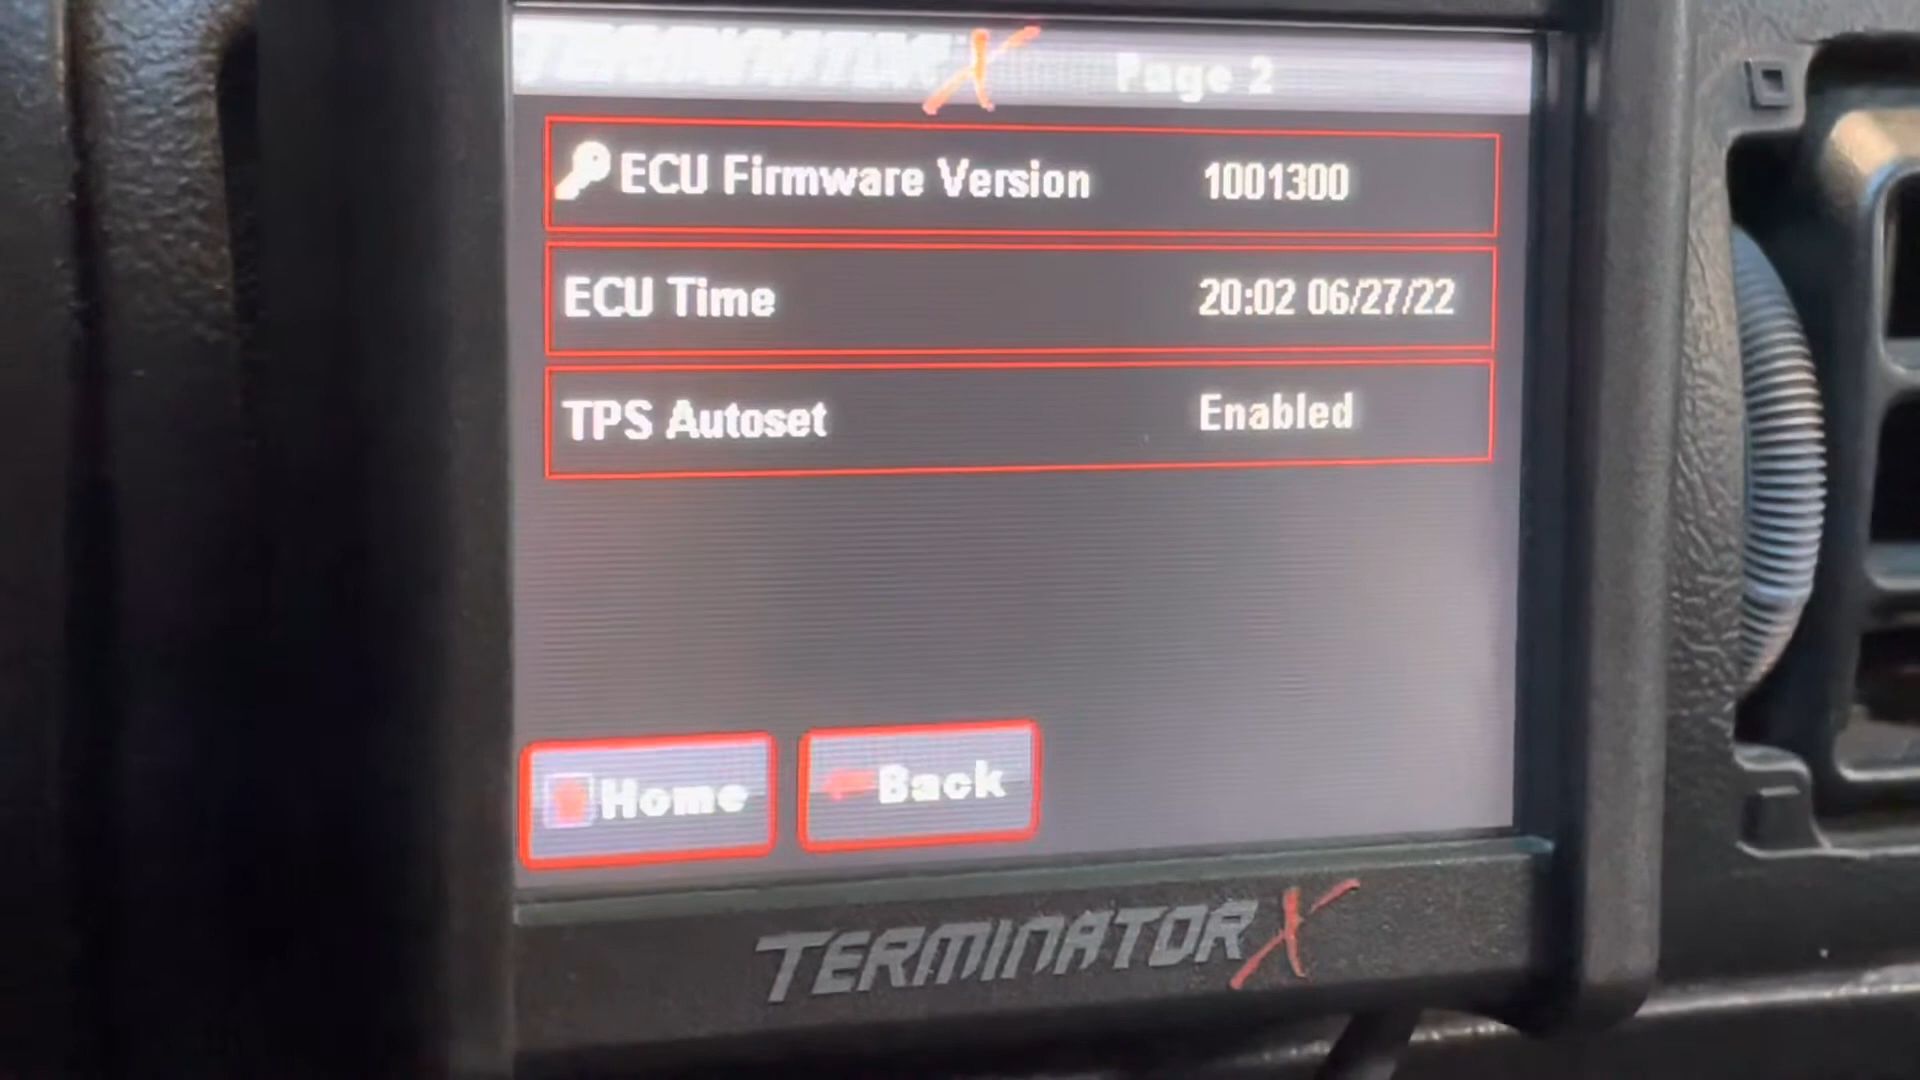 TERMINATOR X Page 2
ECU Firmware Version 1001300
ECU Time 20:02 06/27/22
TPS Autoset Enabled
Home Back
TERMINATOR X